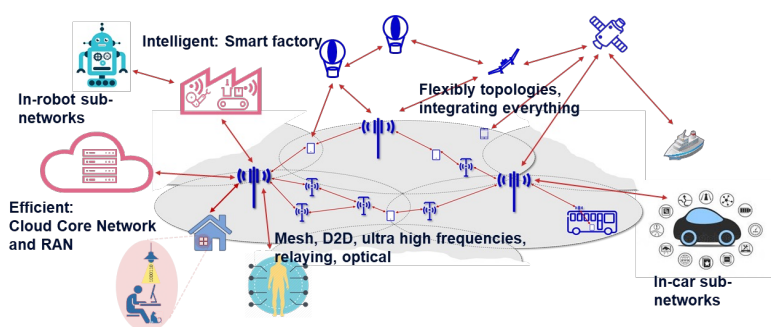 Intelligent: Smart factory
In-robot sub-
networks
Flexibly topologies,
integrating everything
Efficient:
Cloud Core Network
and RAN
Mesh, D2D, ultra high frequencies,
relaying, optical
In-car sub-
networks